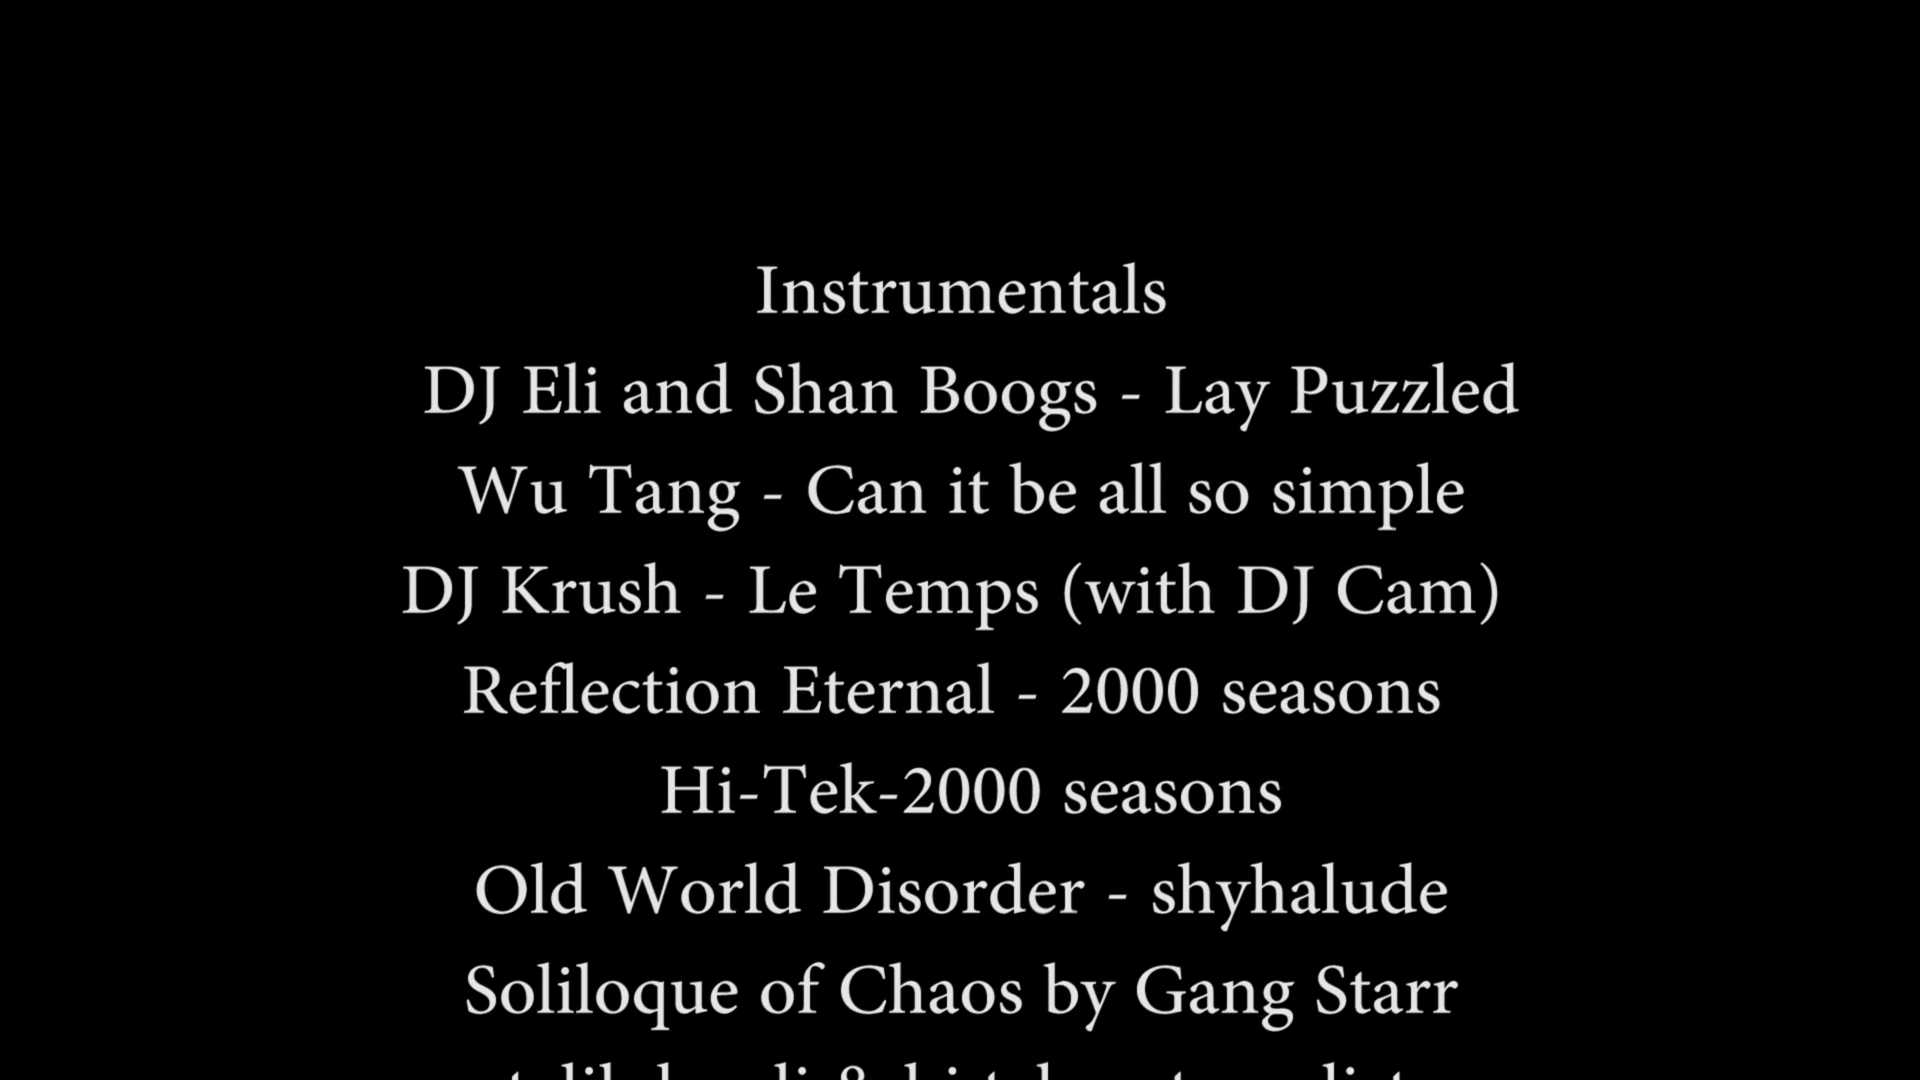 Instrumentals
DJ Eli and Shan Boogs - Lay Puzzled
Wu Tang - Can it be all so simple
DJ Krush - Le Temps (with DJ Cam)
Reflection Eternal - 2000 seasons
Hi-Tek-2000 seasons
Old World Disorder - shyhalude
Soliloque of Chaos by Gang Starr